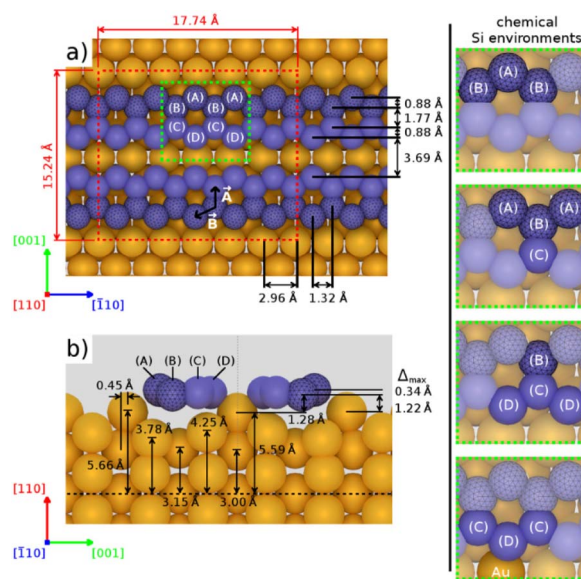 chemical
Si environments
a)
17.74 Å
15.24 Å
(A) (A)
(B) (B)
(C) (C)
(D) (D)
A
B
0.88 Å
1.77 Å
0.88 Å
3.69 Å
2.96 Å
1.32 Å
[001]
[110]
[1̅10]
b)
(A) (B) (C) (D)
0.45 Å
3.78 Å
4.25 Å
5.66 Å
3.15 Å
3.00 Å
5.59 Å
1.28 Å
Δmax
0.34 Å
1.22 Å
[110]
[1̅10]
[001]
(A)
(B) (B)
(A) (A)
(B)
(C)
(B)
(C)
(D) (D)
(C) (C)
(D)
Au